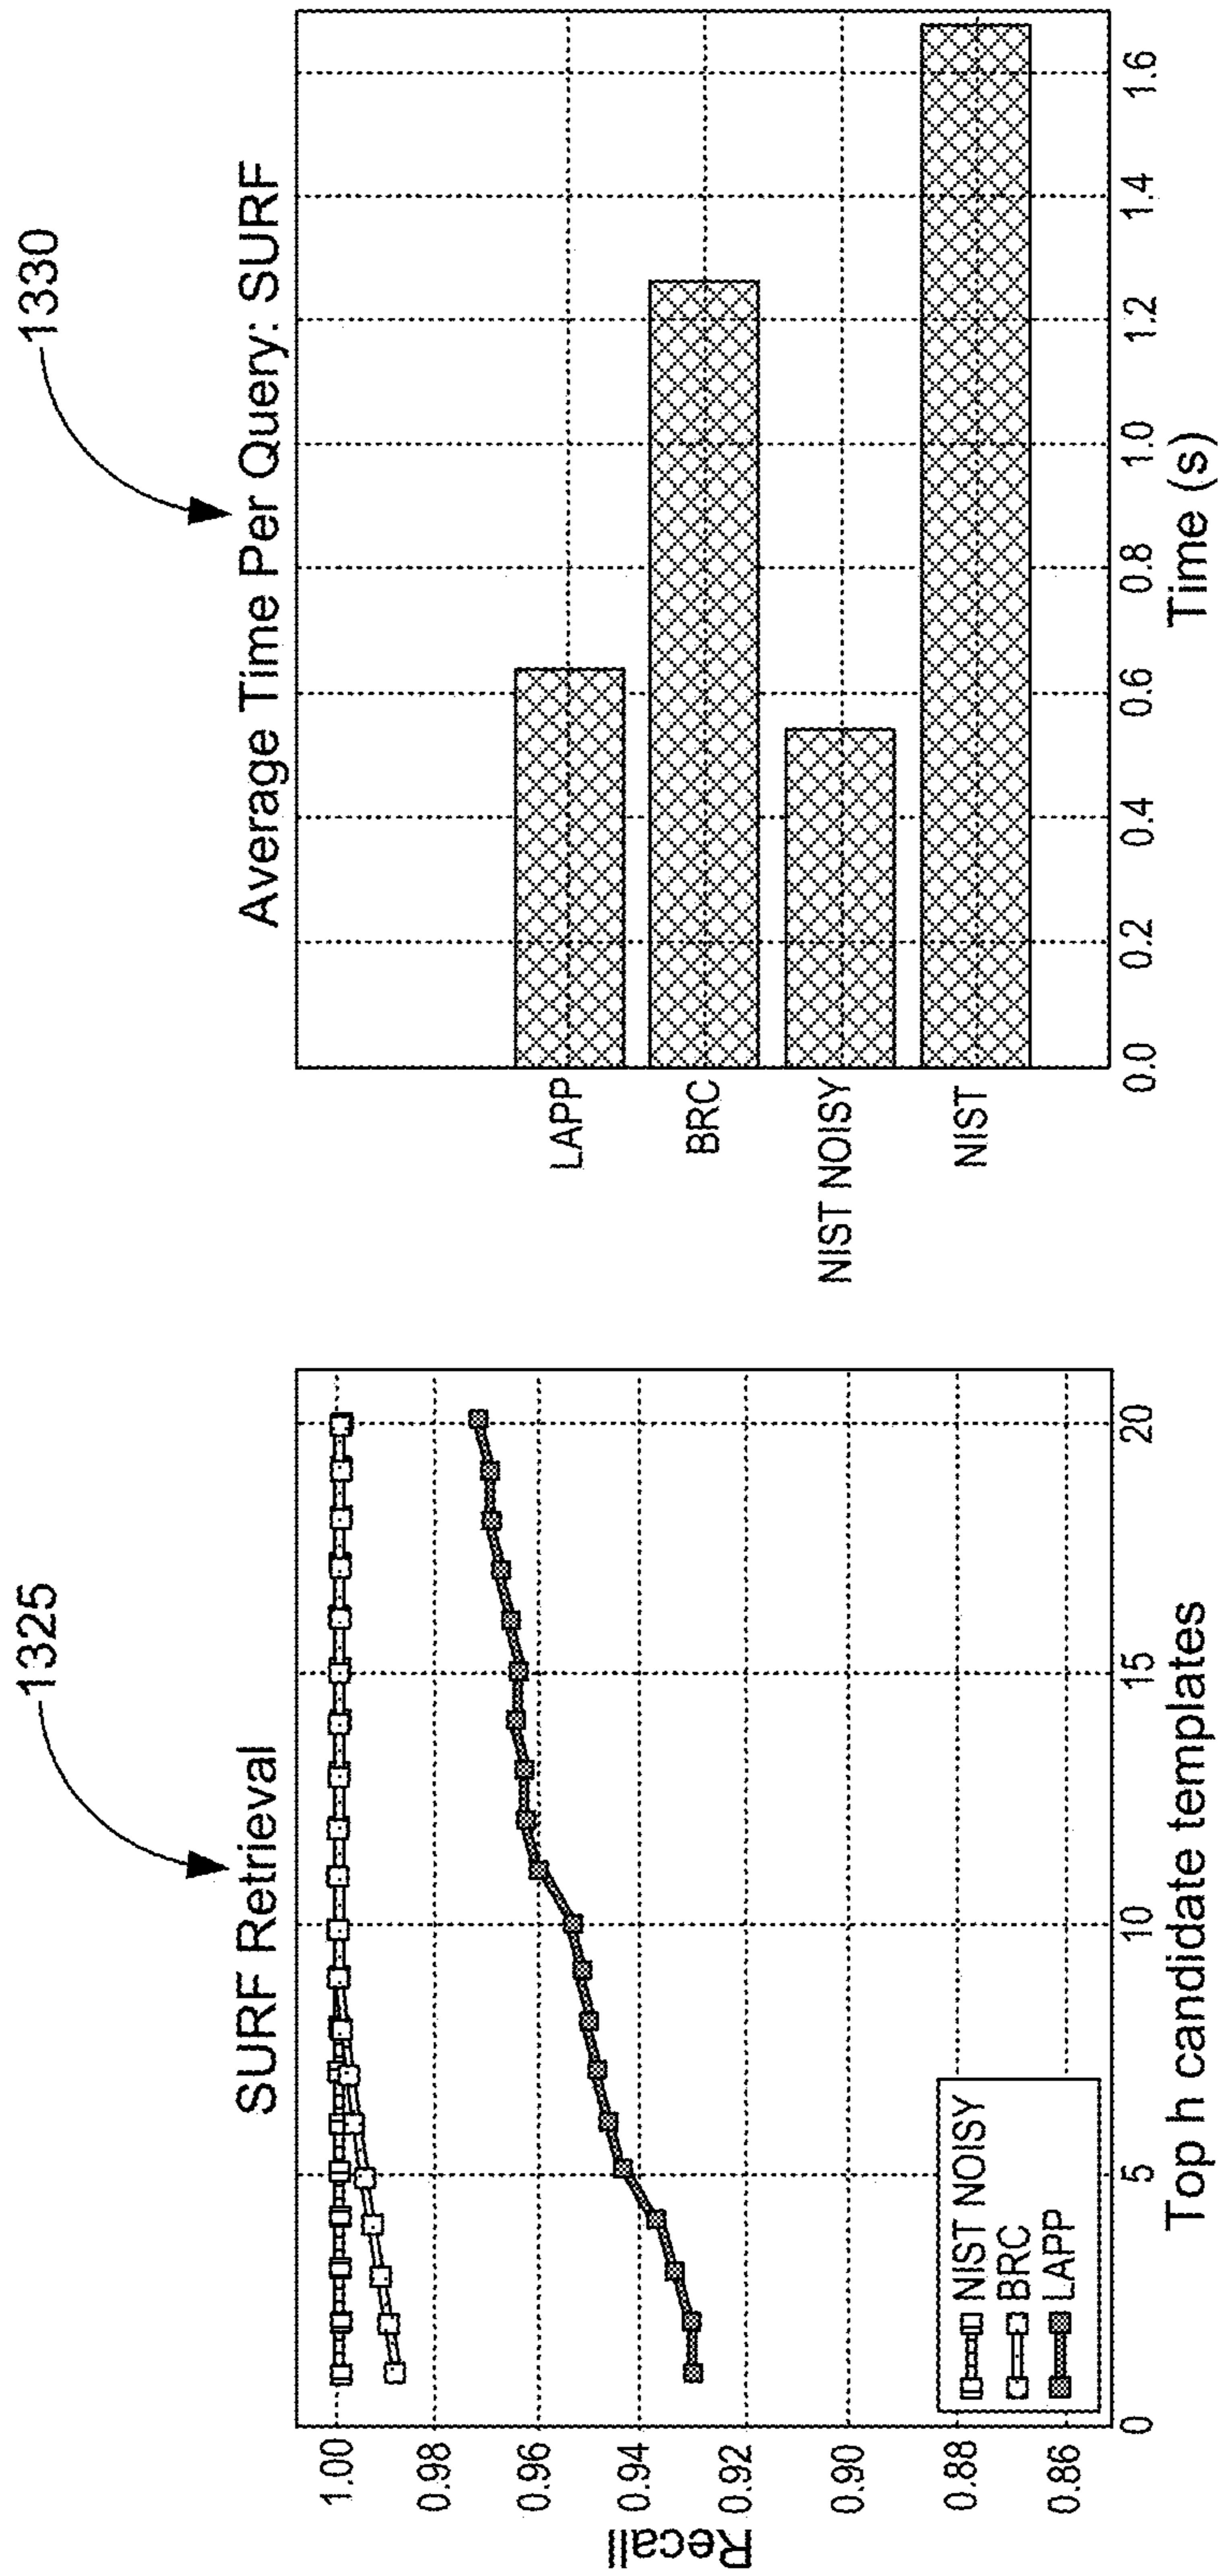 1325
SURF Retrieval
Recall
1.00
0.98
0.96
0.94
0.92
0.90
0.88
0.86
NIST NOISY
BRC
LAPP
0
5
10
15
20
Top h candidate templates
1330
Average Time Per Query: SURF
LAPP
BRC
NIST NOISY
NIST
0.0
0.2
0.4
0.6
0.8
1.0
1.2
1.4
1.6
Time (s)